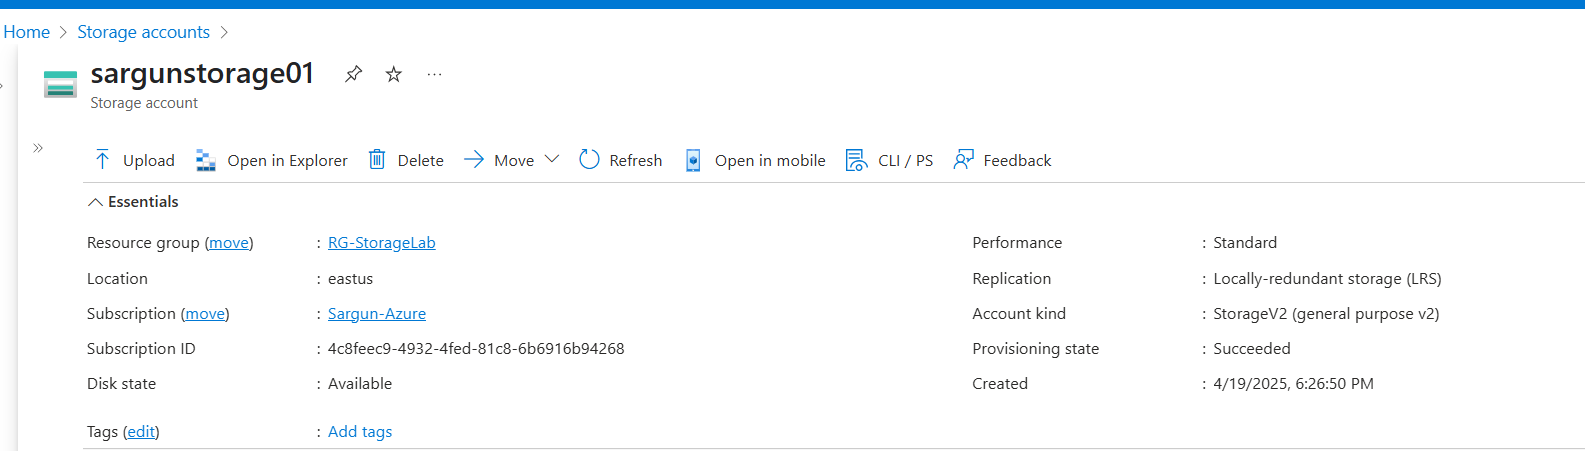 Home > Storage accounts >
sargunstorage01 ...
Storage account
Upload Open in Explorer Delete Move Refresh Open in mobile CLI / PS Feedback
Essentials
Resource group (move) : RG-StorageLab Performance : Standard
Location : eastus Replication : Locally-redundant storage (LRS)
Subscription (move) : Sargun-Azure Account kind : StorageV2 (general purpose v2)
Subscription ID : 4c8feec9-4932-4fed-81c8-6b6916b94268 Provisioning state : Succeeded
Disk state : Available Created : 4/19/2025, 6:26:50 PM
Tags (edit) : Add tags